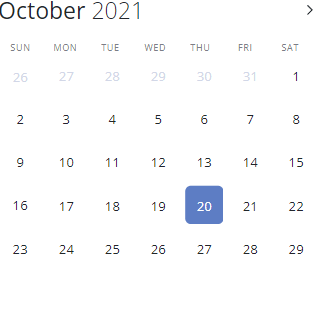 October 2021
SUN MON TUE WED THU FRI SAT
26 27 28 29 30 31 1
2 3 4 5 6 7 8
9 10 11 12 13 14 15
16 17 18 19 20 21 22
23 24 25 26 27 28 29